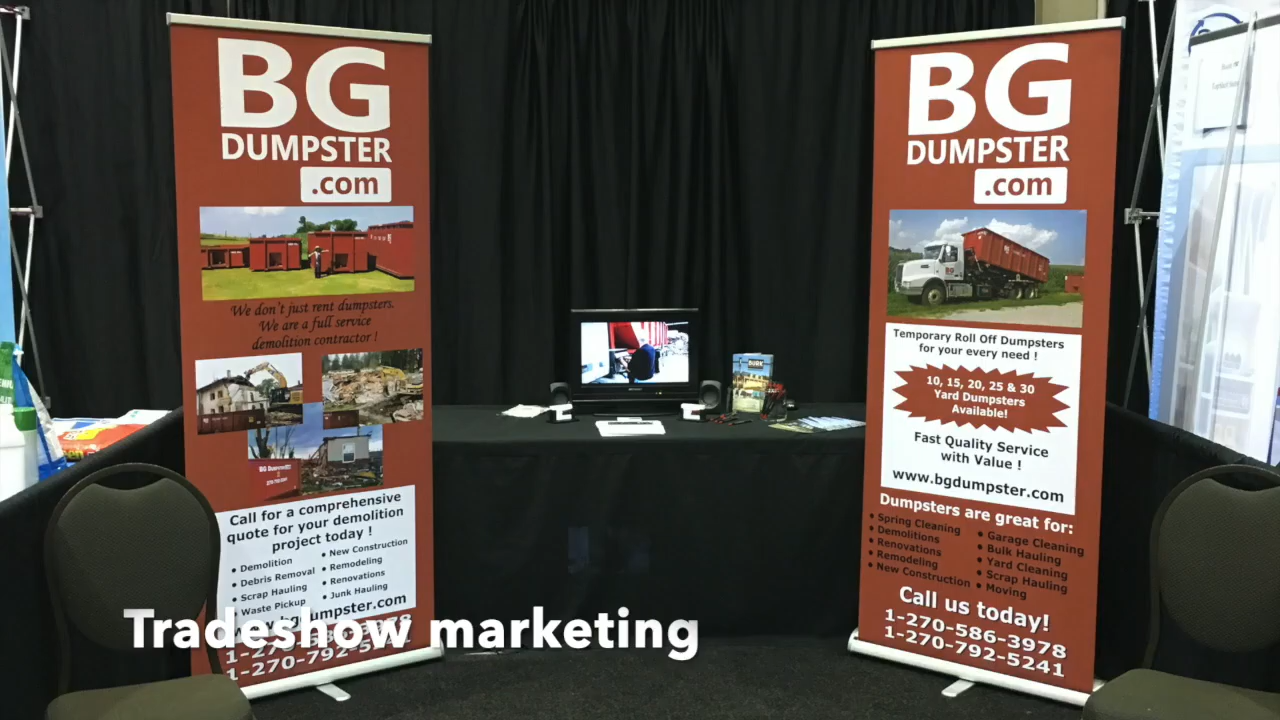 BG
DUMPSTER
.com
We don't just rent dumpsters.
We are a full service
demolition contractor !
BG Dumpster
Call for a comprehensive
quote for your demolition
project today !
• Demolition
• Debris Removal
• Scrap Hauling
• Waste Pickup
• New Construction
• Remodeling
• Renovations
• Junk Hauling
Tradeshow marketing
BG
DUMPSTER
.com
BG
Temporary Roll Off Dumpsters
for your every need !
10, 15, 20, 25 & 30
Yard Dumpsters
Available!
Fast Quality Service
with Value !
www.bgdumpster.com
Dumpsters are great for:
• Spring Cleaning
• Demolitions
• Renovations
• Remodeling
• New Construction
• Garage Cleaning
• Bulk Hauling
• Yard Cleaning
• Scrap Hauling
• Moving
Call us today!
1-270-586-3978
1-270-792-5241